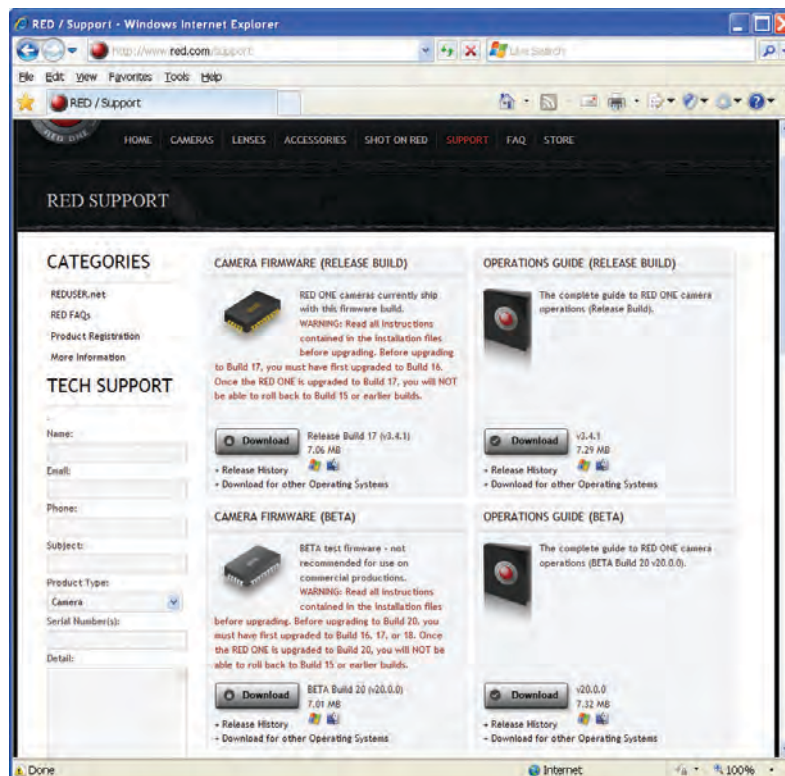 RED / Support - Windows Internet Explorer
http://www.red.com/support
Live Search
File Edit View Favorites Tools Help
RED / Support
RED ONE
HOME CAMERAS LENSES ACCESSORIES SHOT ON RED SUPPORT FAQ STORE
RED SUPPORT
CATEGORIES
REDUSER.net
RED FAQs
Product Registration
More Information
TECH SUPPORT
Name:
Email:
Phone:
Subject:
Product Type:
Camera
Serial Number(s):
Detail:
CAMERA FIRMWARE (RELEASE BUILD)
RED ONE cameras currently ship
with this firmware build.
WARNING: Read all instructions
contained in the installation files
before upgrading. Before upgrading
to Build 17, you must have first upgraded to Build 16.
Once the RED ONE is upgraded to Build 17, you will NOT
be able to roll back to Build 15 or earlier builds.
Download
Release Build 17 (v3.4.1)
7.06 MB
+ Release History
+ Download for other Operating Systems
OPERATIONS GUIDE (RELEASE BUILD)
The complete guide to RED ONE camera
operations (Release Build).
Download
v3.4.1
7.29 MB
+ Release History
+ Download for other Operating Systems
CAMERA FIRMWARE (BETA)
BETA test firmware - not
recommended for use on
commercial productions.
WARNING: Read all instructions
contained in the installation files
before upgrading. Before upgrading to Build 20, you
must have first upgraded to Build 16, 17, or 18. Once
the RED ONE is upgraded to Build 20, you will NOT be
able to roll back to Build 15 or earlier builds.
Download
BETA Build 20 (v20.0.0)
7.01 MB
+ Release History
+ Download for other Operating Systems
OPERATIONS GUIDE (BETA)
The complete guide to RED ONE camera
operations (BETA Build 20 v20.0.0).
Download
v20.0.0
7.32 MB
+ Release History
+ Download for other Operating Systems
Done
Internet
100%